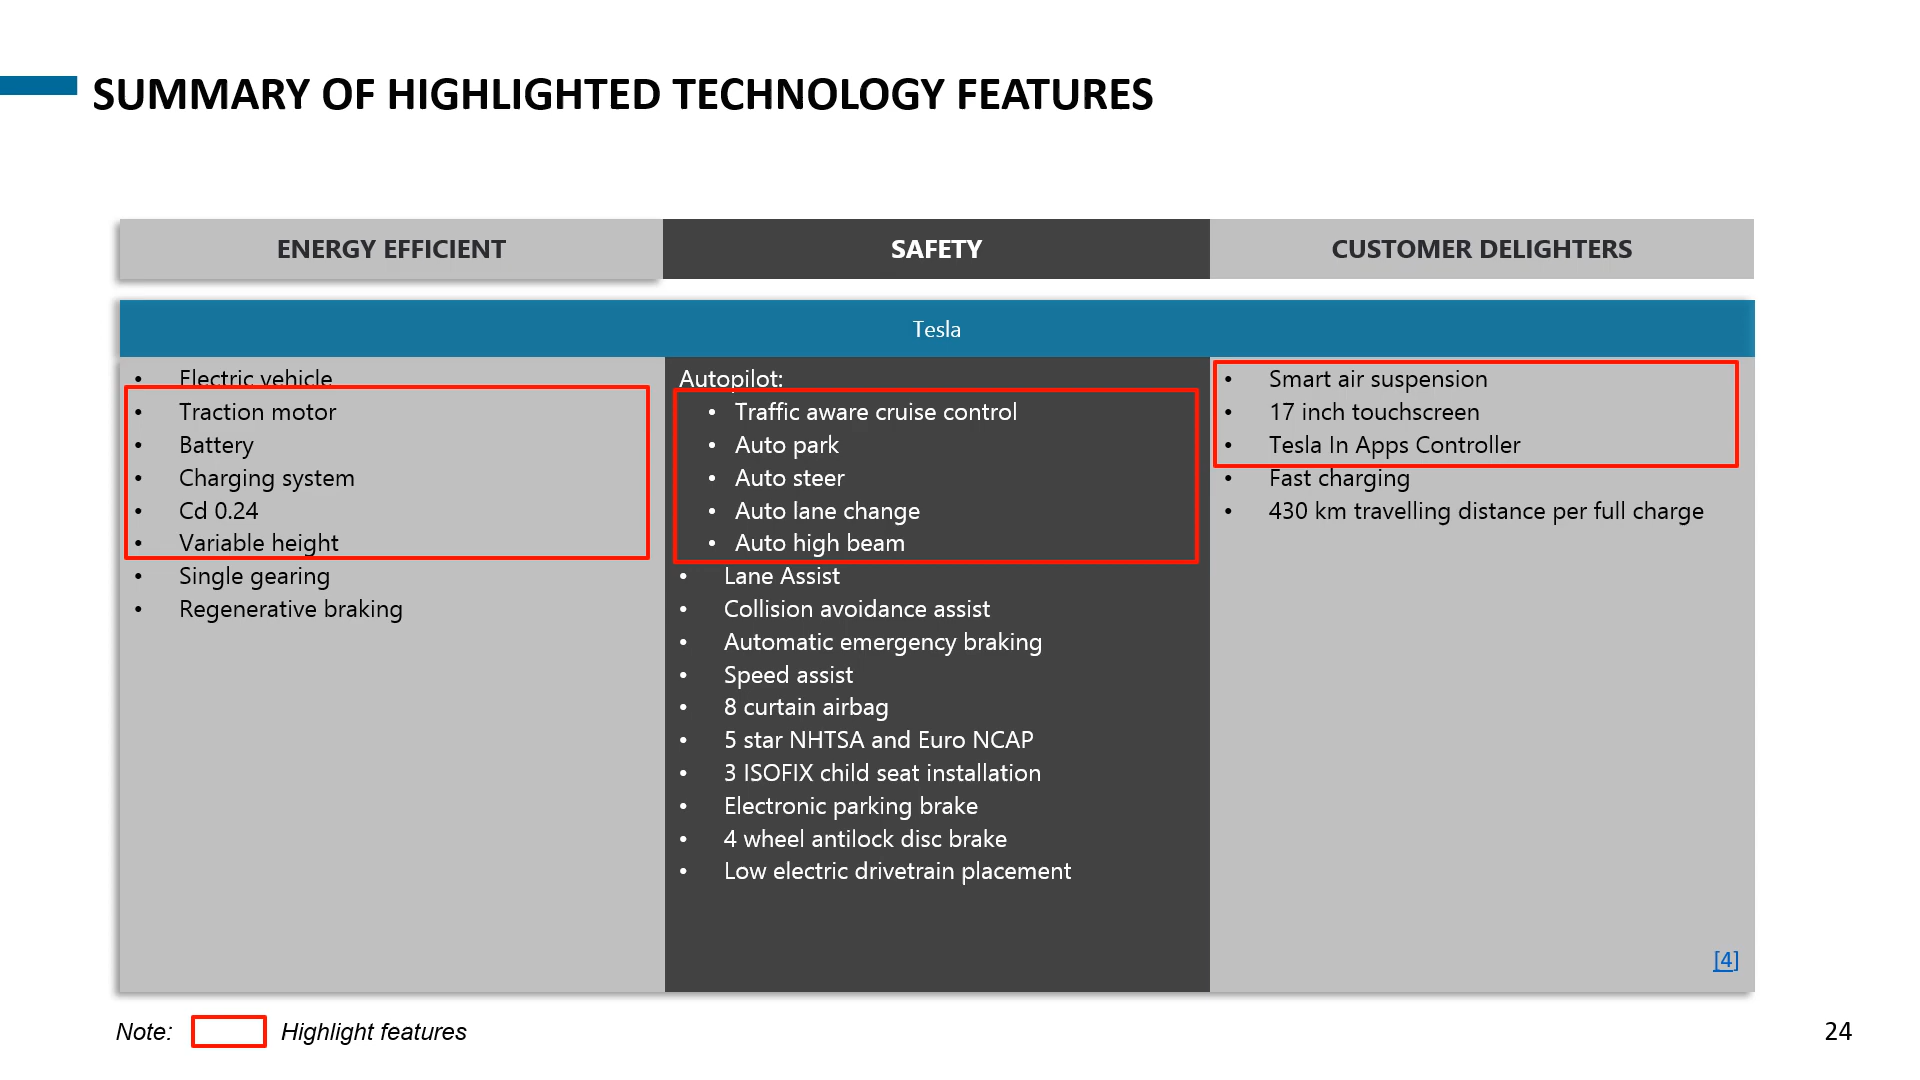 SUMMARY OF HIGHLIGHTED TECHNOLOGY FEATURES
ENERGY EFFICIENT
SAFETY
CUSTOMER DELIGHTERS
Tesla
• Electric vehicle
• Traction motor
• Battery
• Charging system
• Cd 0.24
• Variable height
• Single gearing
• Regenerative braking
Autopilot:
• Traffic aware cruise control
• Auto park
• Auto steer
• Auto lane change
• Auto high beam
• Lane Assist
• Collision avoidance assist
• Automatic emergency braking
• Speed assist
• 8 curtain airbag
• 5 star NHTSA and Euro NCAP
• 3 ISOFIX child seat installation
• Electronic parking brake
• 4 wheel antilock disc brake
• Low electric drivetrain placement
• Smart air suspension
• 17 inch touchscreen
• Tesla In Apps Controller
• Fast charging
• 430 km travelling distance per full charge
[4]
Note: Highlight features
24